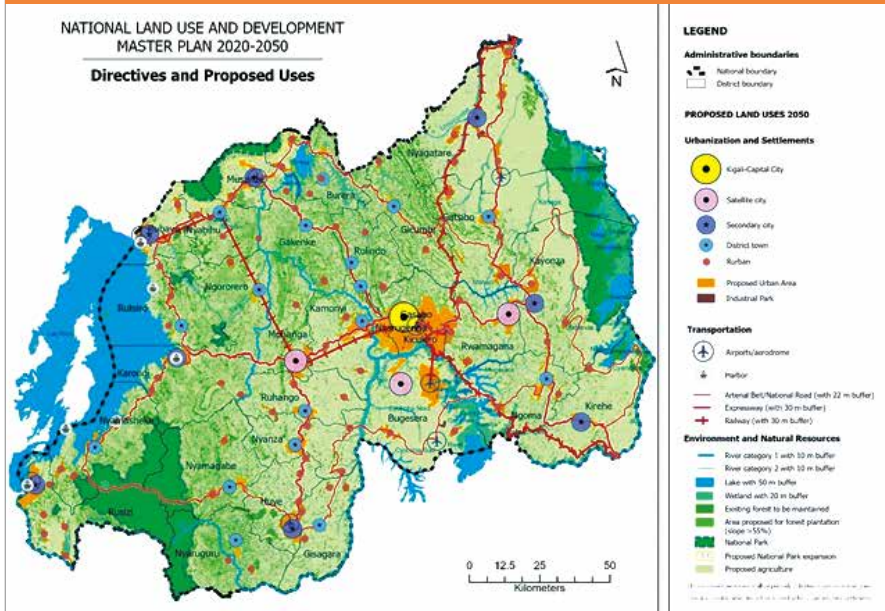 NATIONAL LAND USE AND DEVELOPMENT
MASTER PLAN 2020-2050
Directives and Proposed Uses
N
Nyagatare
Musanze
Burera
Gatsibo
Gicumbi
Gakenke
Rulindo
Kayonza
Ngororero
Kamonyi
Gasabo
Rutsiro
Muhanga
Kicukiro
Rwamagana
Karongi
Ruhango
Bugesera
Ngoma
Kirehe
Nyamasheke
Nyanza
Nyamagabe
Huye
Rusizi
Nyaruguru
Gisagara
0 12.5 25 50
Kilometers
LEGEND
Administrative boundaries
National boundary
District boundary
PROPOSED LAND USES 2050
Urbanization and Settlements
Kigali-Capital City
Satellite city
Secondary city
District town
Rurban
Proposed Urban Area
Industrial Park
Transportation
Airports/aerodrome
Harbor
Arterial Belt/National Road (with 22 m buffer)
Expressway (with 30 m buffer)
Railway (with 30 m buffer)
Environment and Natural Resources
River category 1 with 10 m buffer
River category 2 with 10 m buffer
Lake with 50 m buffer
Wetland with 20 m buffer
Existing forest to be maintained
Area proposed for forest plantation
(slope >55%)
National Park
Proposed National Park expansion
Proposed agriculture